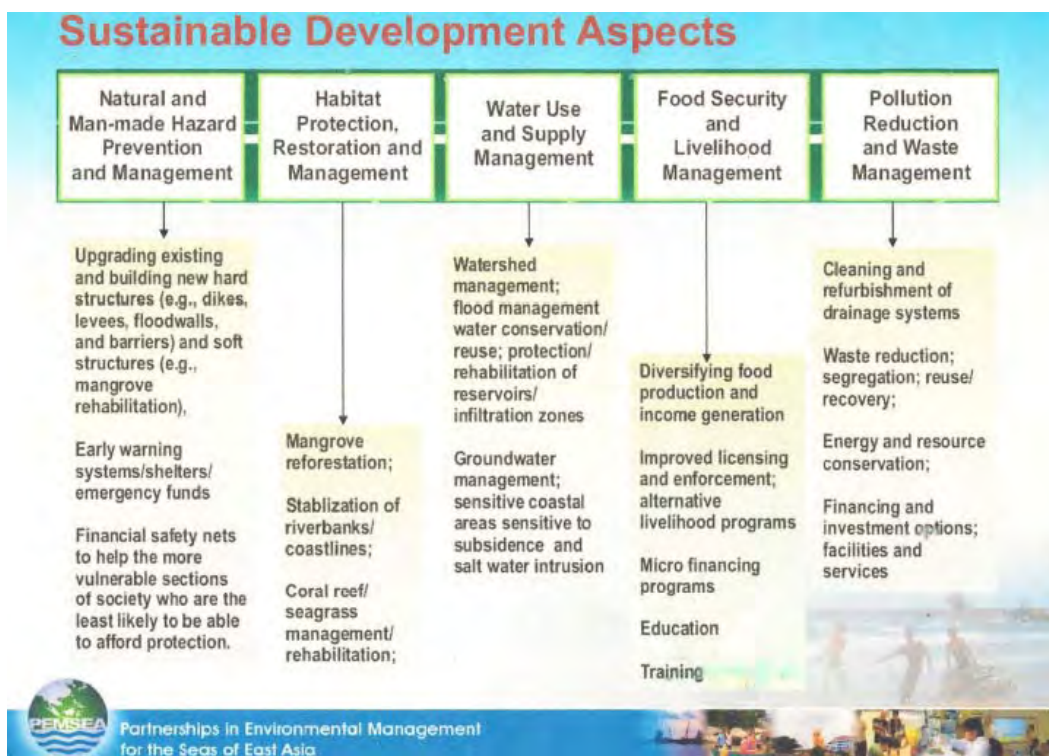 Sustainable Development Aspects
Natural and
Man-made Hazard
Prevention
and Management
Habitat
Protection,
Restoration and
Management
Water Use
and Supply
Management
Food Security
and
Livelihood
Management
Pollution
Reduction
and Waste
Management
Upgrading existing
and building new hard
structures (e.g., dikes,
levees, floodwalls,
and barriers) and soft
structures (e.g.,
mangrove
rehabilitation),
Early warning
systems/shelters/
emergency funds
Financial safety nets
to help the more
vulnerable sections
of society who are the
least likely to be able
to afford protection.
Mangrove
reforestation;
Stablization of
riverbanks/
coastlines;
Coral reef/
seagrass
management/
rehabilitation;
Watershed
management;
flood management
water conservation/
reuse; protection/
rehabilitation of
reservoirs/
infiltration zones
Groundwater
management;
sensitive coastal
areas sensitive to
subsidence and
salt water intrusion
Diversifying food
production and
income generation
Improved licensing
and enforcement;
alternative
livelihood programs
Micro financing
programs
Education
Training
Cleaning and
refurbishment of
drainage systems
Waste reduction;
segregation; reuse/
recovery;
Energy and resource
conservation;
Financing and
investment options;
facilities and
services
PEMSEA
Partnerships in Environmental Management
for the Seas of East Asia